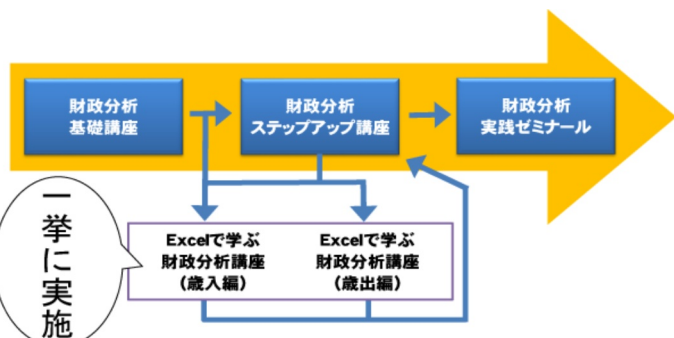 財政分析
基礎講座
財政分析
ステップアップ講座
財政分析
実践ゼミナール
一挙に実施
Excelで学ぶ
財政分析講座
(歳入編)
Excelで学ぶ
財政分析講座
(歳出編)